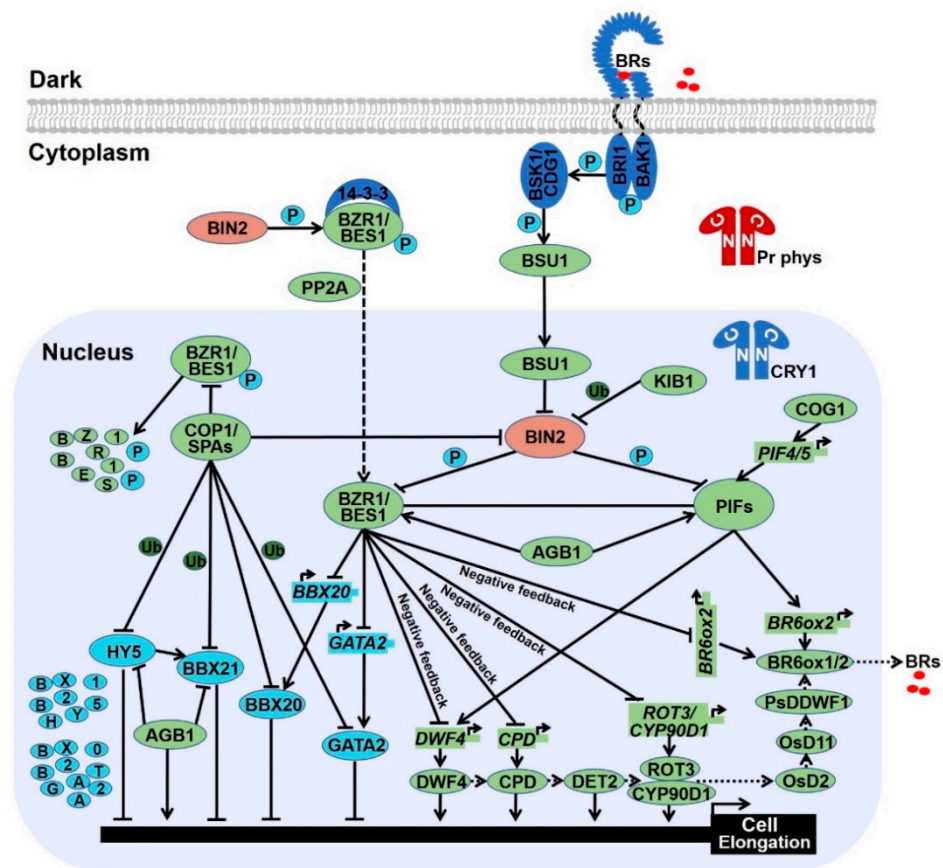 Dark
BRs
Cytoplasm
BSK1/
CDG1
P
BRI1
BAK1
P
P
14-3-3
BIN2
P
BZR1/
BES1
P
BSU1
C
N
N
C
Pr phys
PP2A
Nucleus
BZR1/
BES1
P
BSU1
KIB1
Ub
C
N
N
C
CRY1
COG1
B
Z
1
R
P
B
1
E
S
P
COP1/
SPAs
BIN2
P
P
PIF4/5
BZR1/
BES1
PIFs
AGB1
Ub
Ub
Ub
BBX20
GATA2
Negative feedback
Negative feedback
Negative feedback
Negative feedback
BR6ox2
BR6ox2
HY5
BBX21
BBX20
GATA2
BR6ox1/2
BRs
B
X
1
B
2
5
H
Y
AGB1
DWF4
CPD
ROT3/
CYP90D1
PsDDWF1
OsD11
B
X
0
B
2
T
G
A
2
A
DWF4
CPD
DET2
ROT3
CYP90D1
OsD2
Cell
Elongation